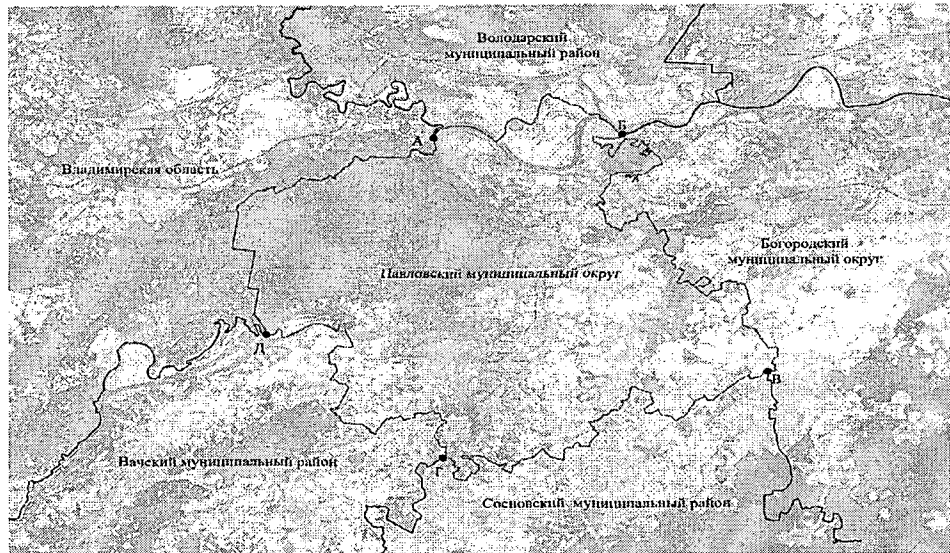 Володарский
муниципальный район
Б
А
Владимирская область
Богородский
муниципальный округ
Павловский муниципальный округ
Д
В
Вачский муниципальный район
Г
Сосновский муниципальный район